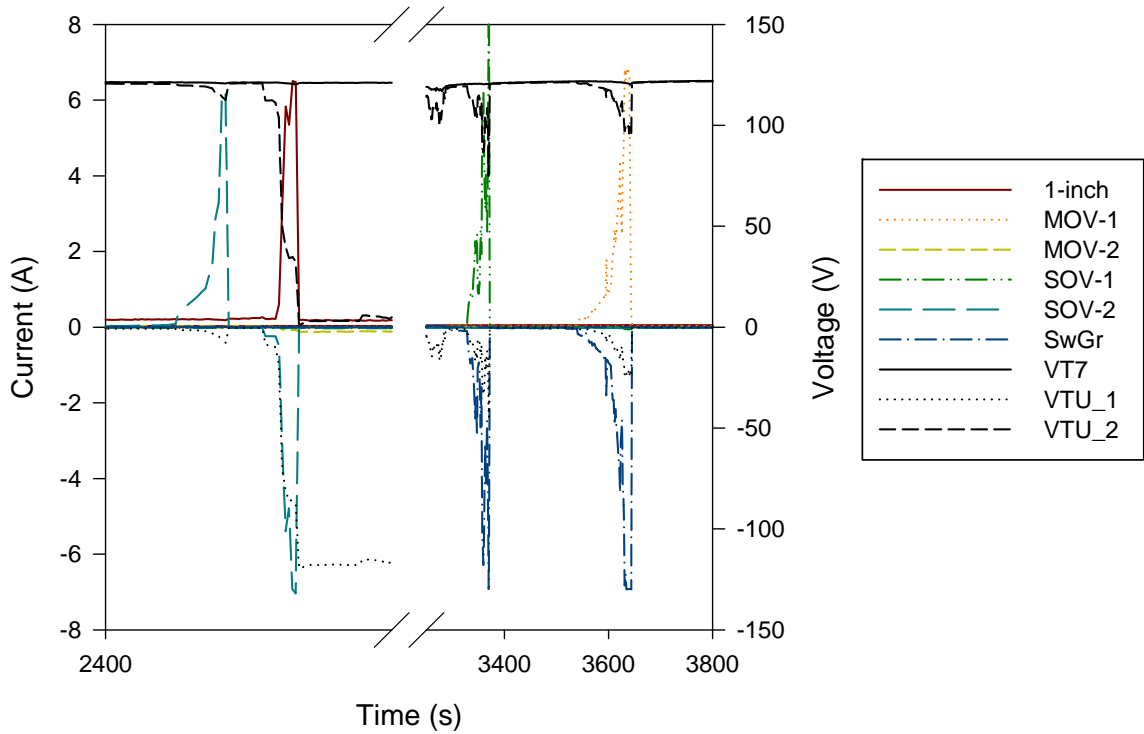 8
6
4
2
0
-2
-4
-6
-8
Current (A)
150
100
50
0
-50
-100
-150
Voltage (V)
2400
3400
3600
3800
Time (s)
1-inch
MOV-1
MOV-2
SOV-1
SOV-2
SwGr
VT7
VTU_1
VTU_2